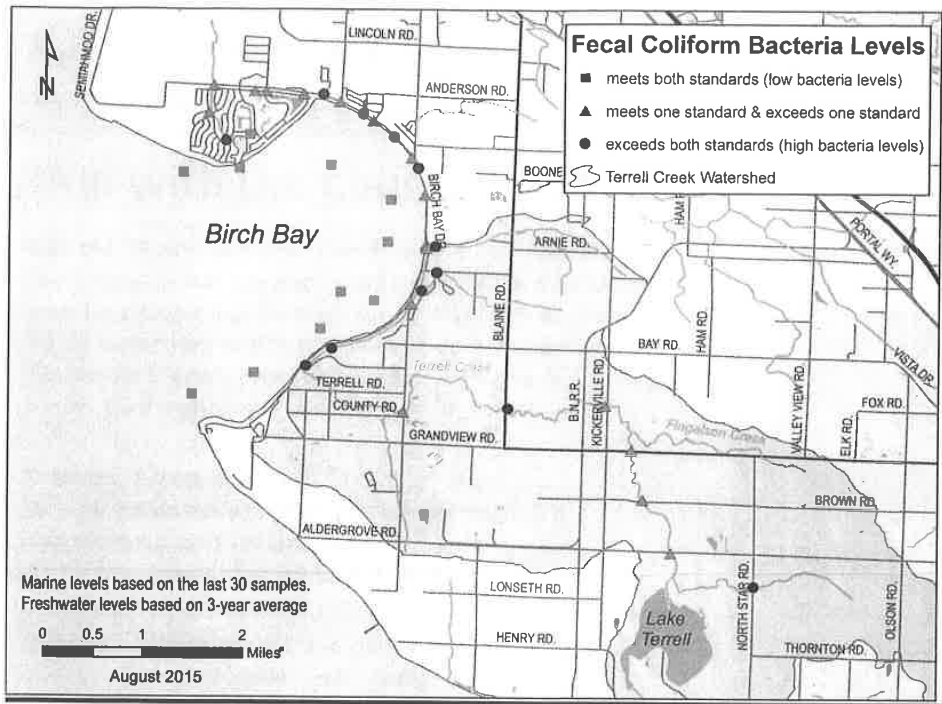 LINCOLN RD.
SEMIAHMOO DR.
N
ANDERSON RD.
Fecal Coliform Bacteria Levels
meets both standards (low bacteria levels)
meets one standard & exceeds one standard
exceeds both standards (high bacteria levels)
Terrell Creek Watershed
BOONE
HAM
PORTAL WY.
BIRCH BAY DR
Birch Bay
ARNIE RD.
BLAINE RD.
HAM RD.
BAY RD.
VISTA DR.
Terrell Creek
TERRELL RD.
COUNTY RD.
B.N.R.R.
KICKERVILLE RD.
VALLEY VIEW RD.
FOX RD.
ELK RD.
GRANDVIEW RD.
Fingalson Creek
BROWN RD.
ALDERGROVE RD.
Marine levels based on the last 30 samples.
Freshwater levels based on 3-year average
LONSETH RD.
NORTH STAR RD.
OLSON RD.
Lake
Terrell
HENRY RD.
THORNTON RD.
0 0.5 1 2
Miles
August 2015